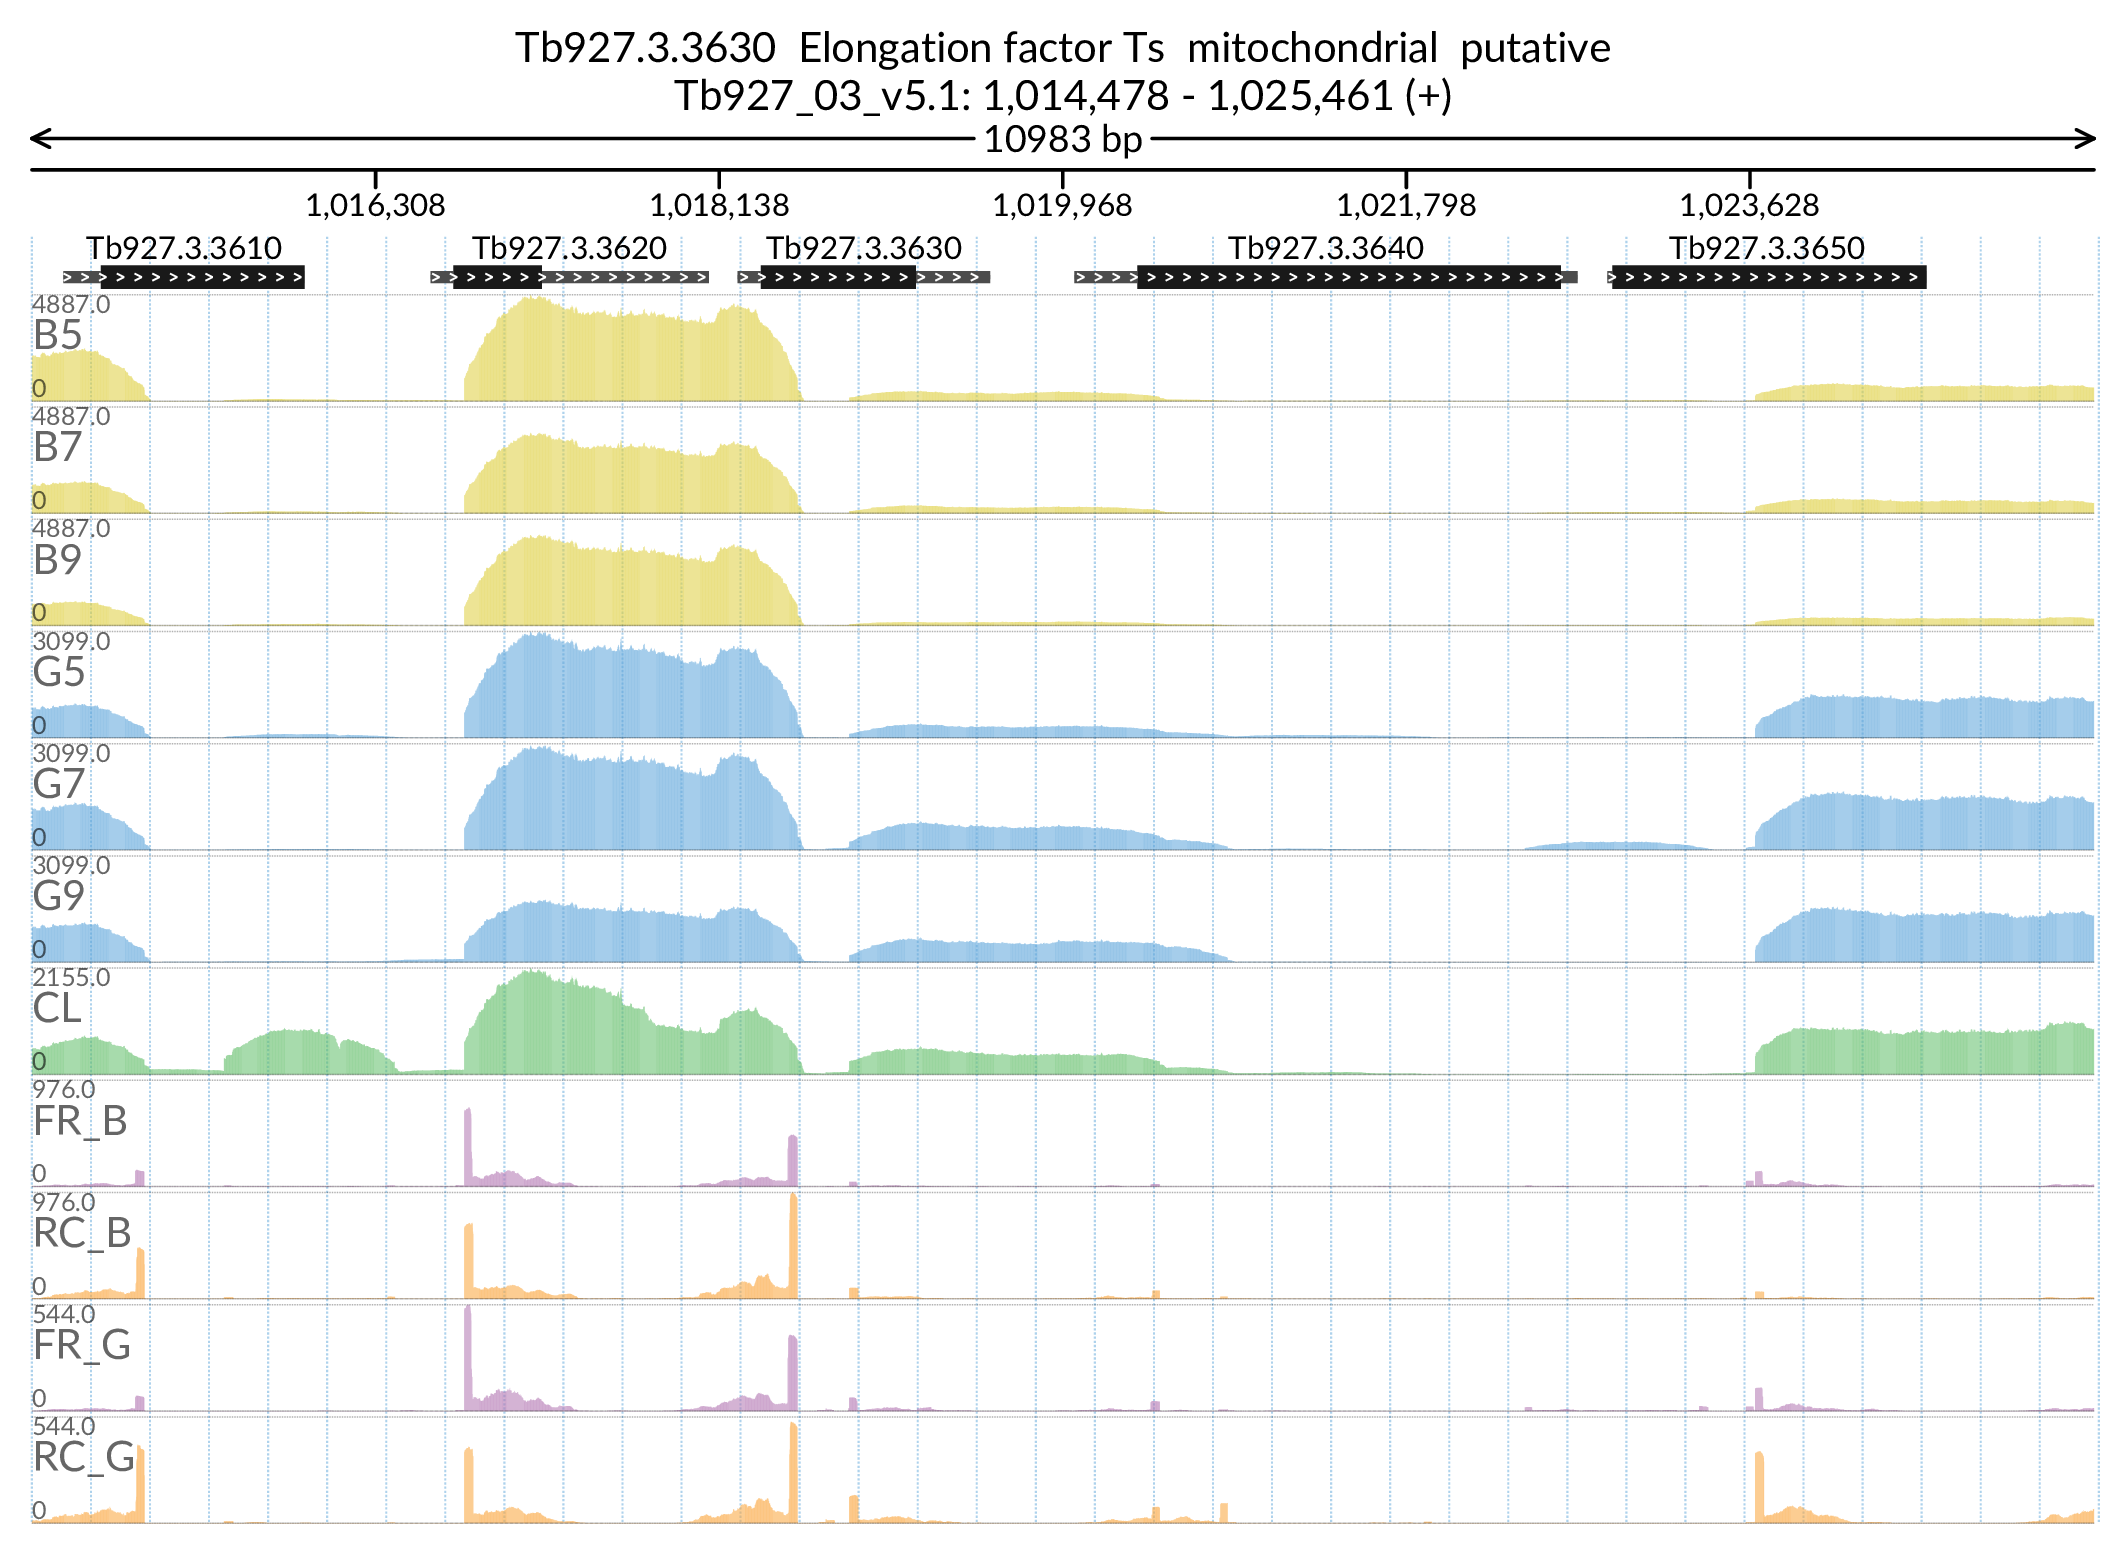 Tb927.3.3630 Elongation factor Ts mitochondrial putative
Tb927_03_v5.1: 1,014,478 - 1,025,461 (+)
10983 bp
1,016,308 1,018,138 1,019,968 1,021,798 1,023,628
Tb927.3.3610 Tb927.3.3620 Tb927.3.3630 Tb927.3.3640 Tb927.3.3650
4887.0
B5
0
4887.0
B7
0
4887.0
B9
0
3099.0
G5
0
3099.0
G7
0
3099.0
G9
0
2155.0
CL
0
976.0
FR_B
0
976.0
RC_B
0
544.0
FR_G
0
544.0
RC_G
0